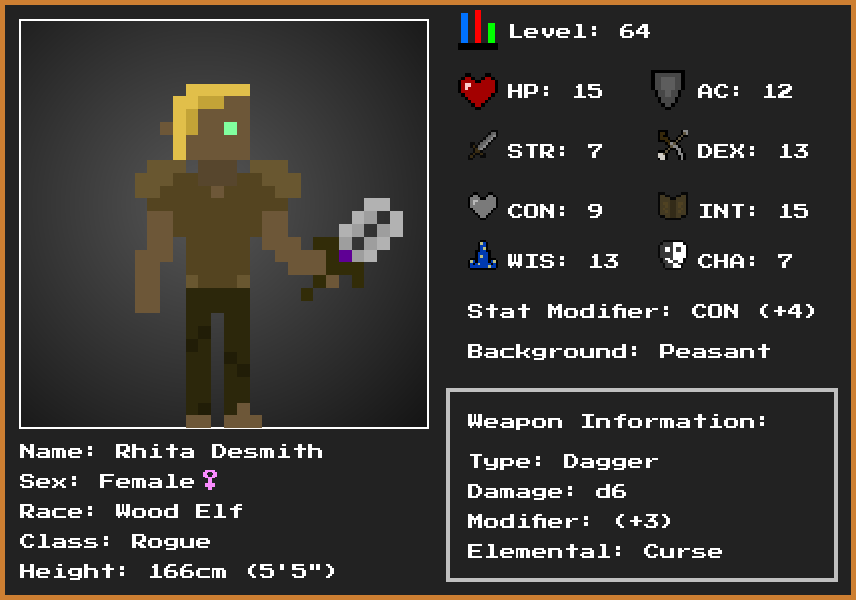 Level: 64
HP: 15 AC: 12
STR: 7 DEX: 13
CON: 9 INT: 15
WIS: 13 CHA: 7
Stat Modifier: CON (+4)
Background: Peasant
Weapon Information:
Type: Dagger
Damage: d6
Modifier: (+3)
Elemental: Curse
Name: Rhita Desmith
Sex: Female♀
Race: Wood Elf
Class: Rogue
Height: 166cm (5'5")